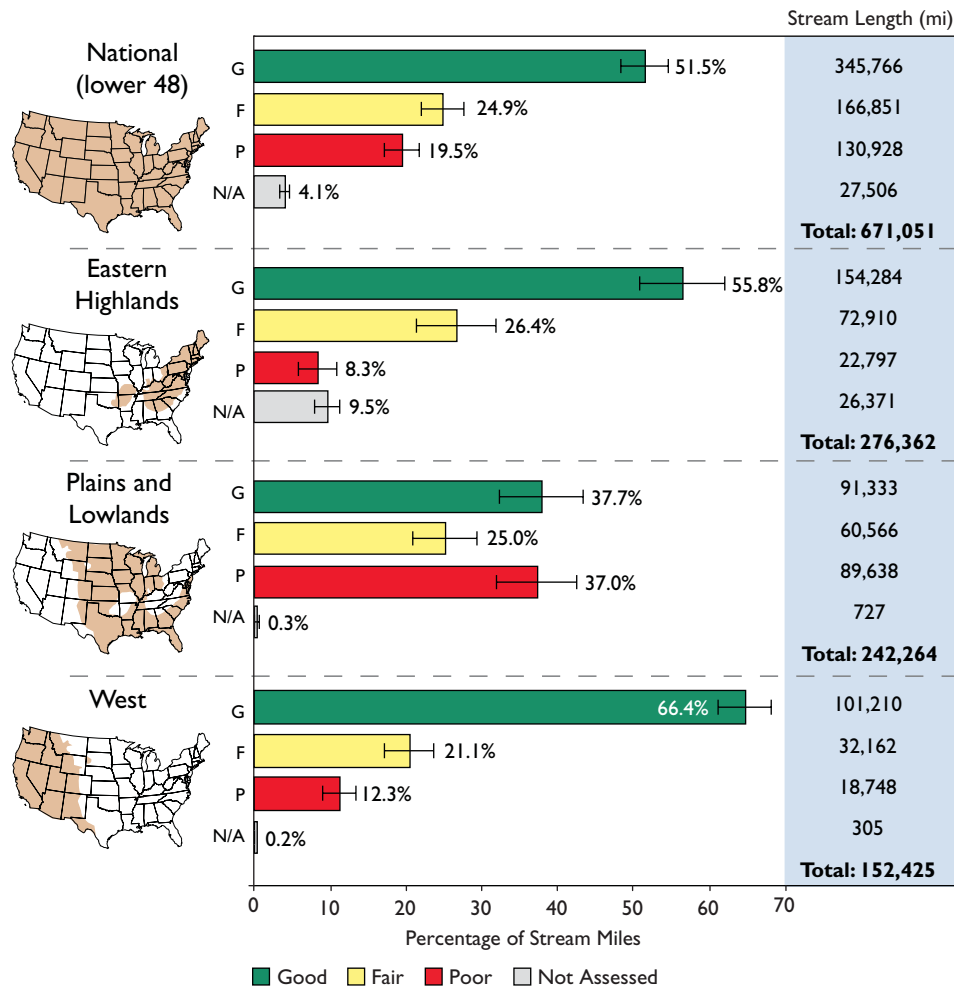 Stream Length (mi)
National
(lower 48)
G 51.5% 345,766
F 24.9% 166,851
P 19.5% 130,928
N/A 4.1% 27,506
Total: 671,051
Eastern
Highlands
G 55.8% 154,284
F 26.4% 72,910
P 8.3% 22,797
N/A 9.5% 26,371
Total: 276,362
Plains and
Lowlands
G 37.7% 91,333
F 25.0% 60,566
P 37.0% 89,638
N/A 0.3% 727
Total: 242,264
West
G 66.4% 101,210
F 21.1% 32,162
P 12.3% 18,748
N/A 0.2% 305
Total: 152,425
0 10 20 30 40 50 60 70
Percentage of Stream Miles
Good Fair Poor Not Assessed